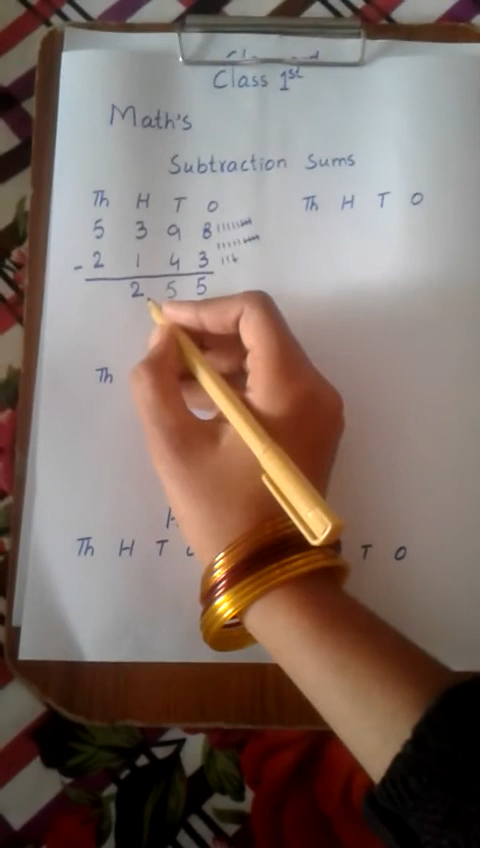 Class 1st
Math's
Subtraction Sums
Th H T O
5 3 9 8
- 2 1 4 3
2 5 5
Th H T O
Th
Th H T
T O